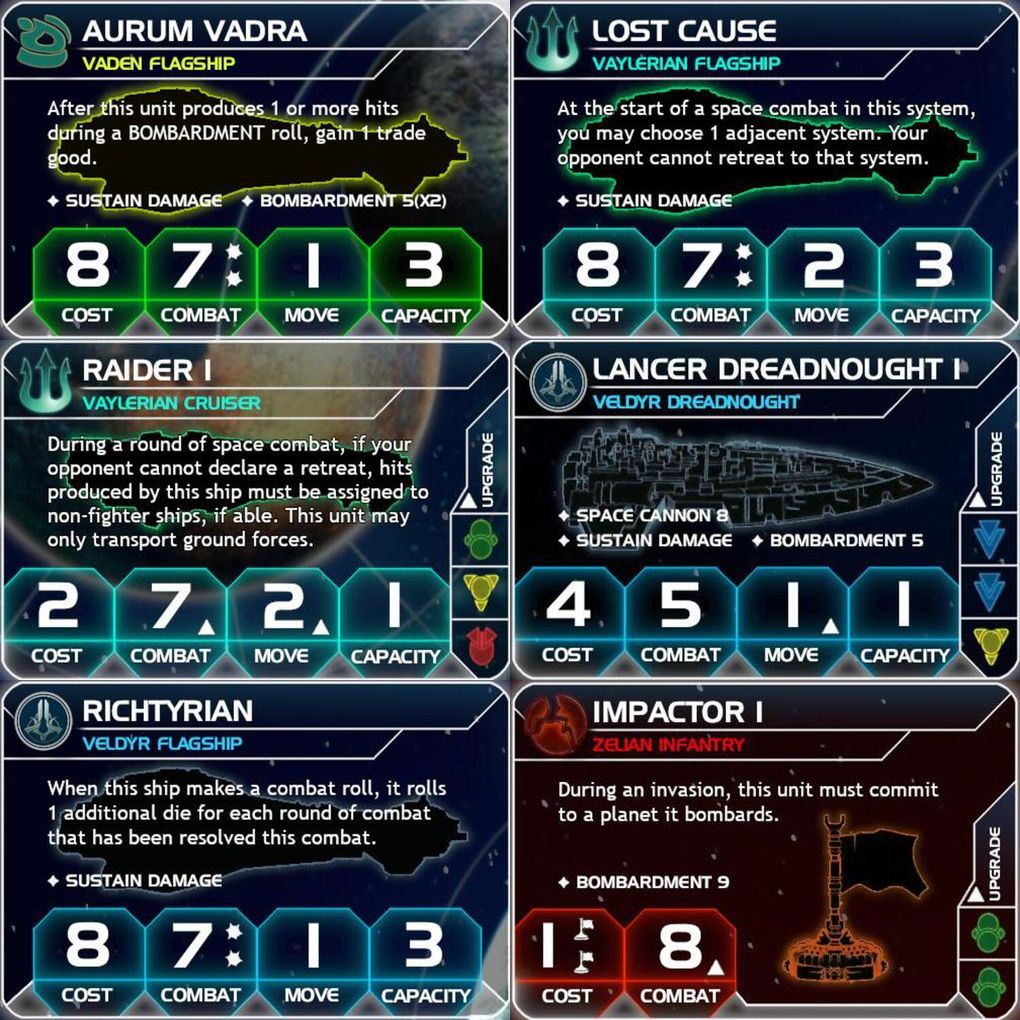 AURUM VADRA
VADEN FLAGSHIP
After this unit produces 1 or more hits
during a BOMBARDMENT roll, gain 1 trade
good.
◆ SUSTAIN DAMAGE ◆ BOMBARDMENT 5(X2)
8 7 1 3
COST COMBAT MOVE CAPACITY
LOST CAUSE
VAYLERIAN FLAGSHIP
At the start of a space combat in this system,
you may choose 1 adjacent system. Your
opponent cannot retreat to that system.
◆ SUSTAIN DAMAGE
8 7 2 3
COST COMBAT MOVE CAPACITY
RAIDER I
VAYLERIAN CRUISER
During a round of space combat, if your
opponent cannot declare a retreat, hits
produced by this ship must be assigned to
non-fighter ships, if able. This unit may
only transport ground forces.
UPGRADE
2 7 2 1
COST COMBAT MOVE CAPACITY
LANCER DREADNOUGHT I
VELDYR DREADNOUGHT
◆ SPACE CANNON 8
◆ SUSTAIN DAMAGE ◆ BOMBARDMENT 5
UPGRADE
4 5 1 1
COST COMBAT MOVE CAPACITY
RICHTYRIAN
VELDYR FLAGSHIP
When this ship makes a combat roll, it rolls
1 additional die for each round of combat
that has been resolved this combat.
◆ SUSTAIN DAMAGE
8 7 1 3
COST COMBAT MOVE CAPACITY
IMPACTOR I
ZELIAN INFANTRY
During an invasion, this unit must commit
to a planet it bombards.
◆ BOMBARDMENT 9
UPGRADE
1 8
COST COMBAT